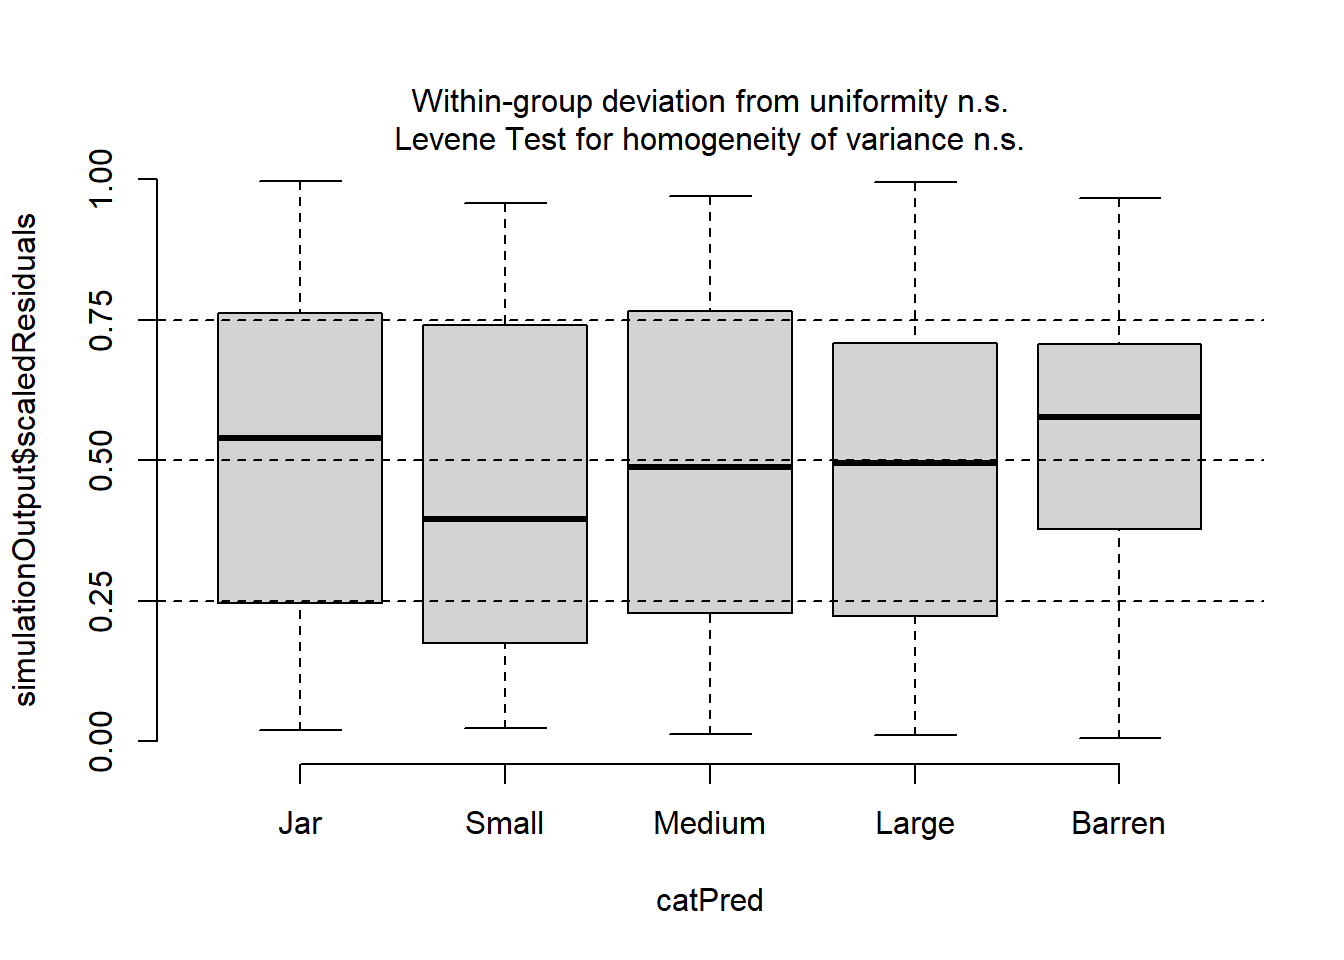 Within-group deviation from uniformity n.s.
Levene Test for homogeneity of variance n.s.
simulationOutput$scaledResiduals
1.00
0.75
0.50
0.25
0.00
Jar Small Medium Large Barren
catPred